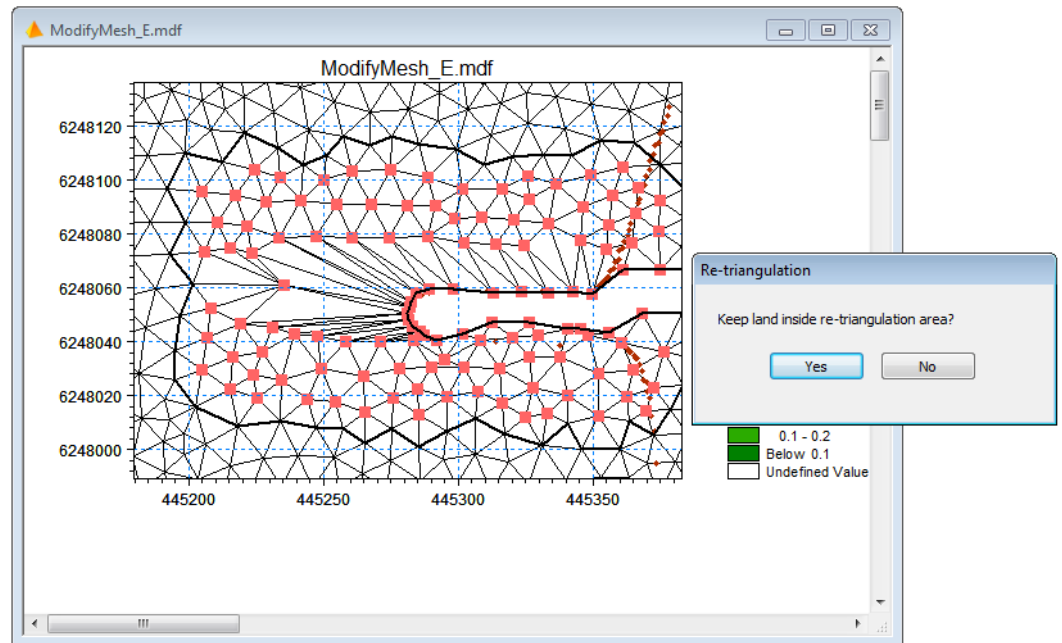 ModifyMesh_E.mdf
ModifyMesh_E.mdf
6248120
6248100
6248080
6248060
6248040
6248020
6248000
445200 445250 445300 445350
Re-triangulation
Keep land inside re-triangulation area?
Yes No
0.1 - 0.2
Below 0.1
Undefined Value